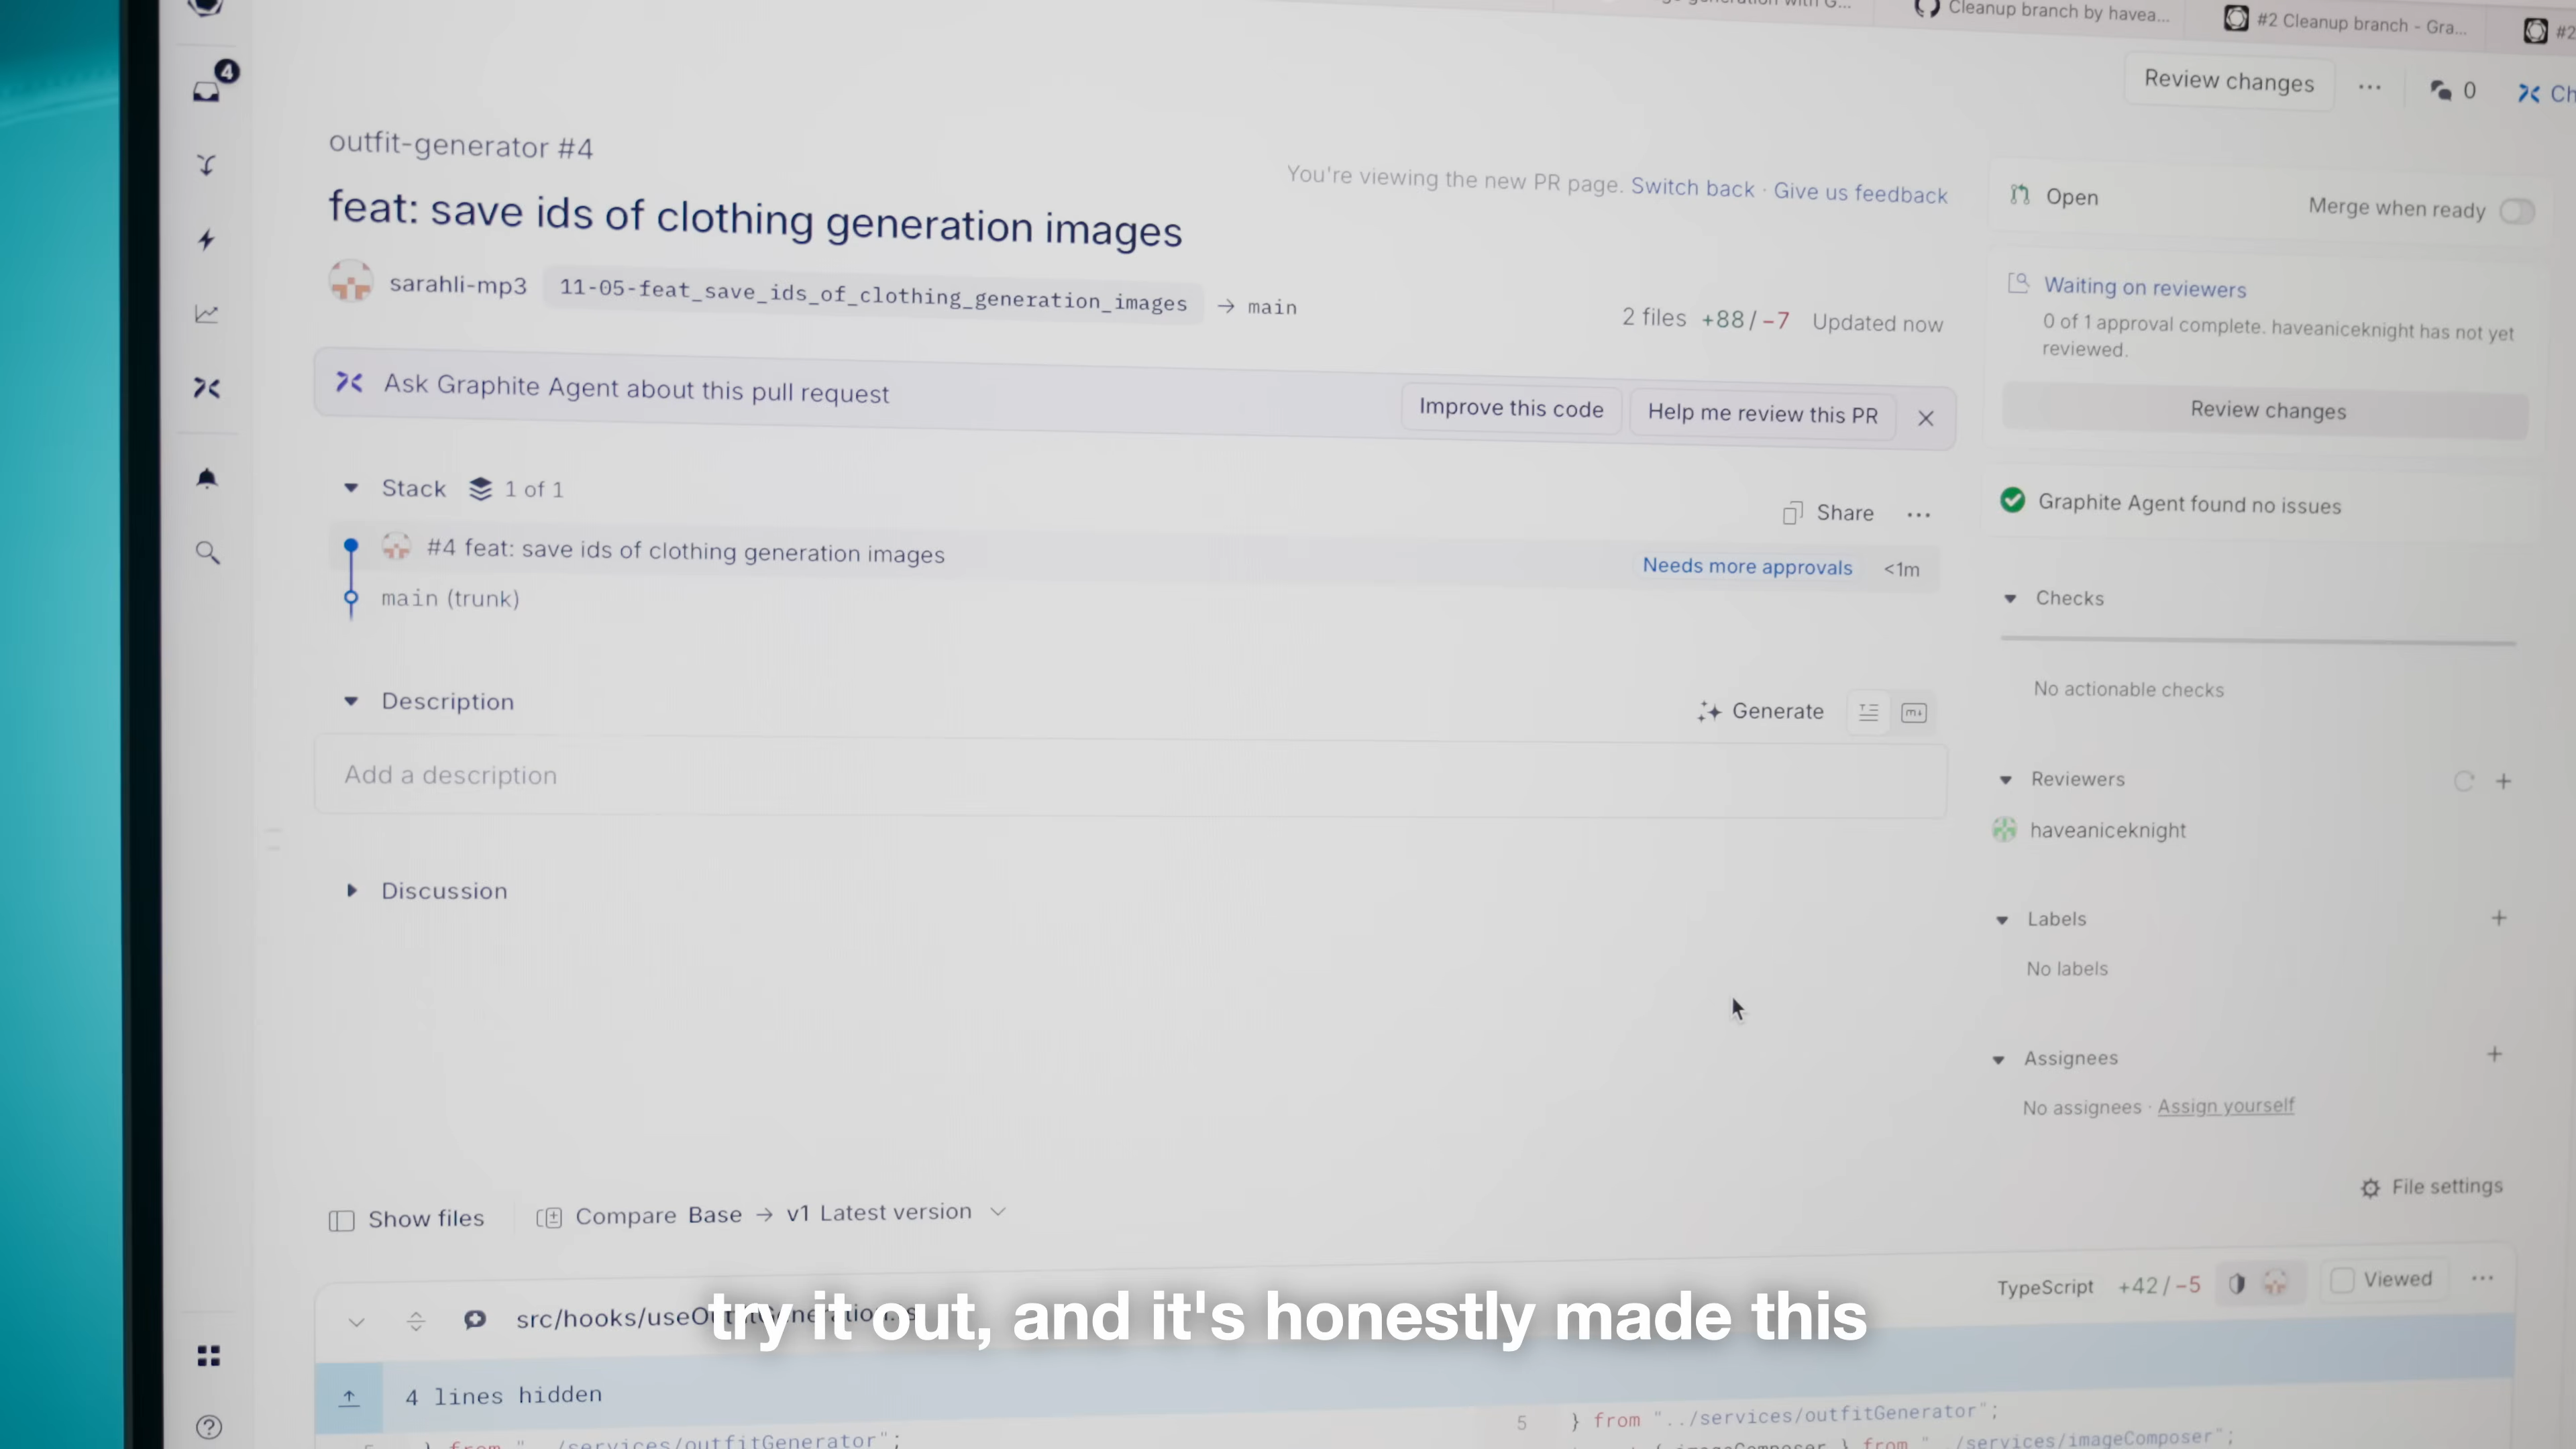 Cleanup branch by havea...
#2 Cleanup branch - Gra...
#2
4
Review changes
0
Ch
outfit-generator #4
You're viewing the new PR page. Switch back · Give us feedback
feat: save ids of clothing generation images
sarahli-mp3 11-05-feat_save_ids_of_clothing_generation_images → main
2 files +88/-7 Updated now
Open
Merge when ready
Waiting on reviewers
0 of 1 approval complete. haveaniceknight has not yet
reviewed.
Review changes
Ask Graphite Agent about this pull request
Improve this code
Help me review this PR
Graphite Agent found no issues
Stack 1 of 1
Share
#4 feat: save ids of clothing generation images
Needs more approvals <1m
main (trunk)
Checks
No actionable checks
Description
Generate
Add a description
Reviewers
haveaniceknight
Discussion
Labels
No labels
Assignees
No assignees · Assign yourself
File settings
Show files
Compare Base → v1 Latest version
TypeScript +42/-5
Viewed
try it out, and it's honestly made this
4 lines hidden
5 } from "../services/outfitGenerator";
} from "../services/imageComposer";